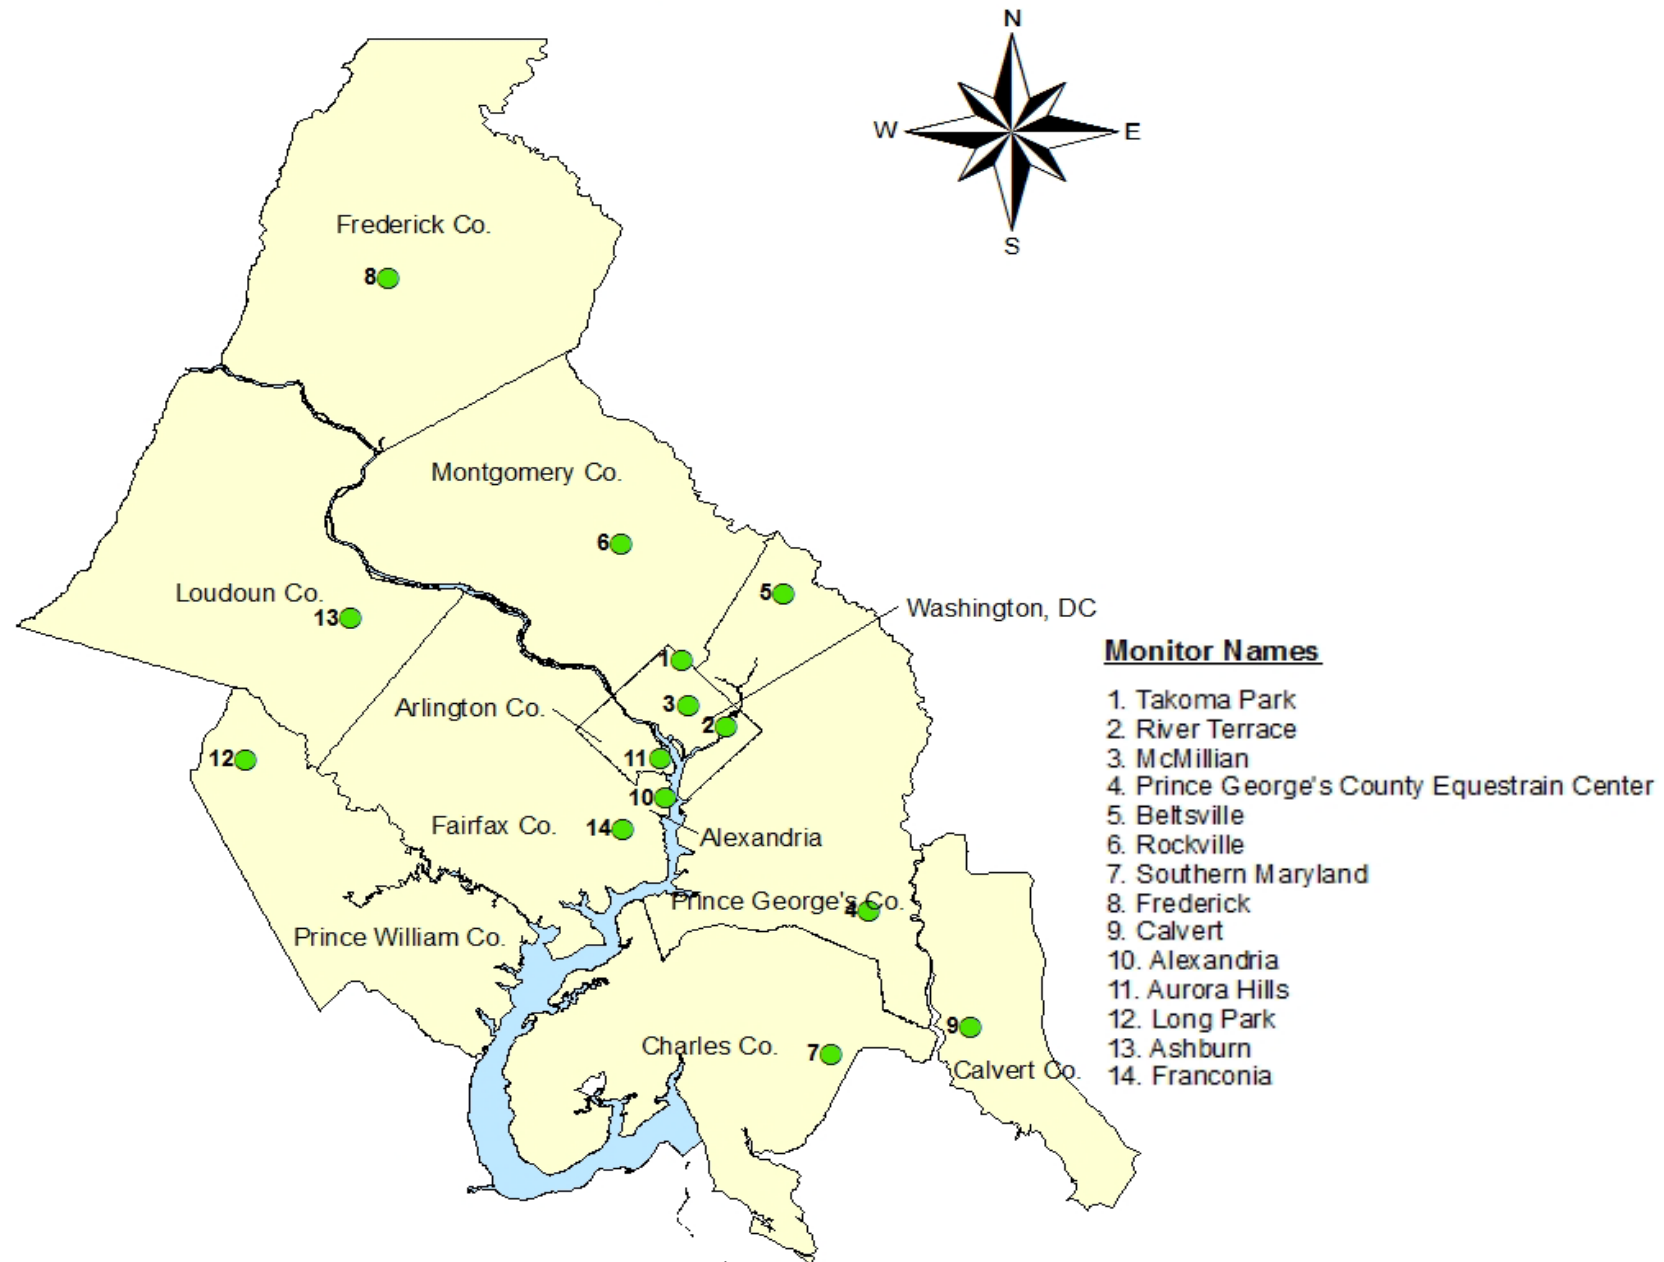 N
W
E
S
Frederick Co.
8
Montgomery Co.
6
Loudoun Co.
13
5
Washington, DC
1
Arlington Co.
3
2
12
11
10
Fairfax Co.
14
Alexandria
Prince George's Co.
4
Prince William Co.
9
Charles Co.
7
Calvert Co.
Monitor Names
1. Takoma Park
2. River Terrace
3. McMillian
4. Prince George's County Equestrain Center
5. Beltsville
6. Rockville
7. Southern Maryland
8. Frederick
9. Calvert
10. Alexandria
11. Aurora Hills
12. Long Park
13. Ashburn
14. Franconia